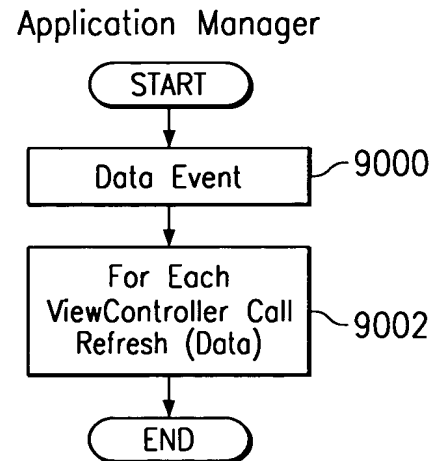 Application Manager
START
Data Event
9000
For Each
ViewController Call
Refresh (Data)
9002
END